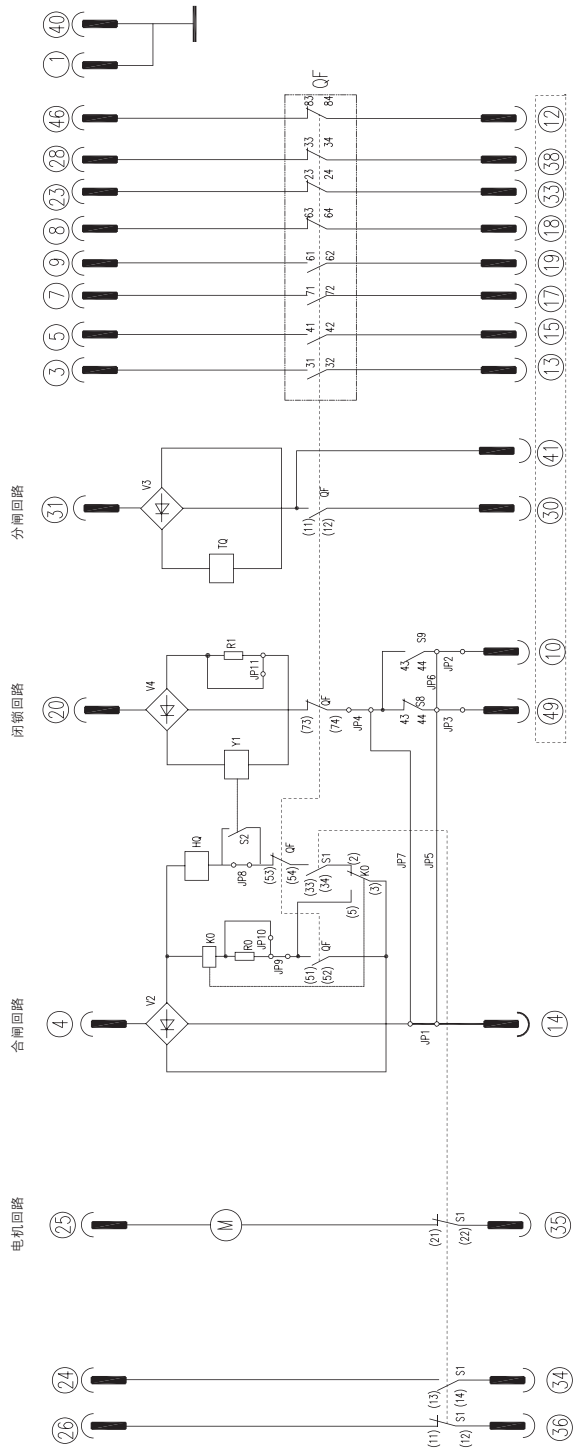 40
1
QF
46
83
84
12
28
33
34
38
23
23
24
33
8
63
64
18
9
61
62
19
7
71
72
17
5
41
42
15
3
31
32
13
分闸回路
31
V3
TQ
QF
(11)
(12)
41
30
闭锁回路
20
V4
R1
JP11
Y1
QF
(73)
(74)
JP4
S9
43
44
JP6
JP2
10
43
S8
44
JP3
49
HQ
S2
JP8
QF
(53)
(54)
S1
(33)
(34)
(2)
K0
(3)
(5)
JP7
JP5
K0
R0
JP10
JP9
QF
(51)
(52)
合闸回路
4
V2
JP1
14
电机回路
25
M
(21)
S1
(22)
35
24
(13)
S1
(14)
34
26
(11)
S1
(12)
36